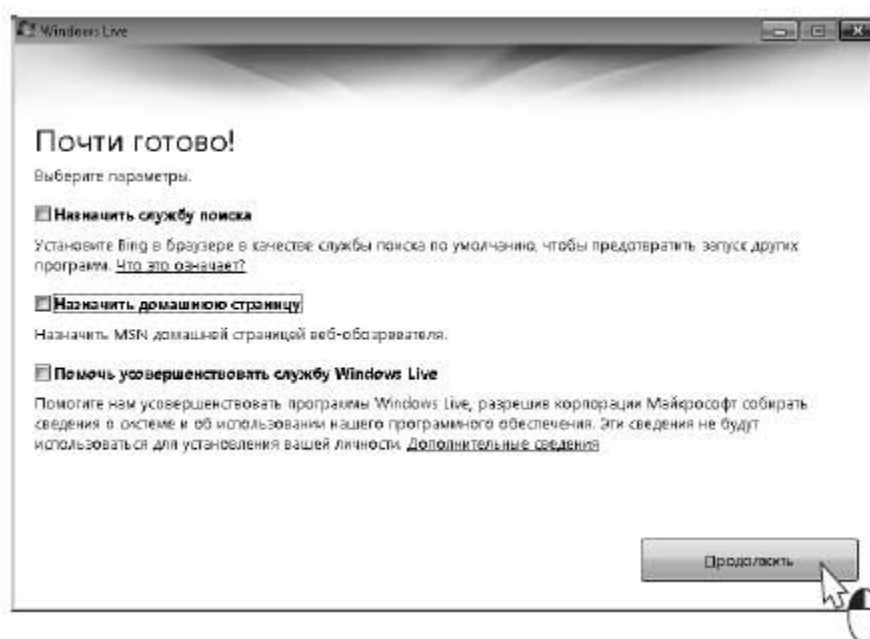 Windows Live
Почти готово!
Выберите параметры.
Назначить службу поиска
Установите Bing в браузере в качестве службы поиска по умолчанию, чтобы предотвратить запуск других
программ. Что это означает?
Назначить домашнюю страницу
Назначить MSN домашней страницей веб-обозревателя.
Помочь усовершенствовать службу Windows Live
Помогите нам усовершенствовать программы Windows Live, разрешив корпорации Майкрософт собирать
сведения о системе и об использовании нашего программного обеспечения. Эти сведения не будут
использоваться для установления вашей личности. Дополнительные сведения
Продолжить